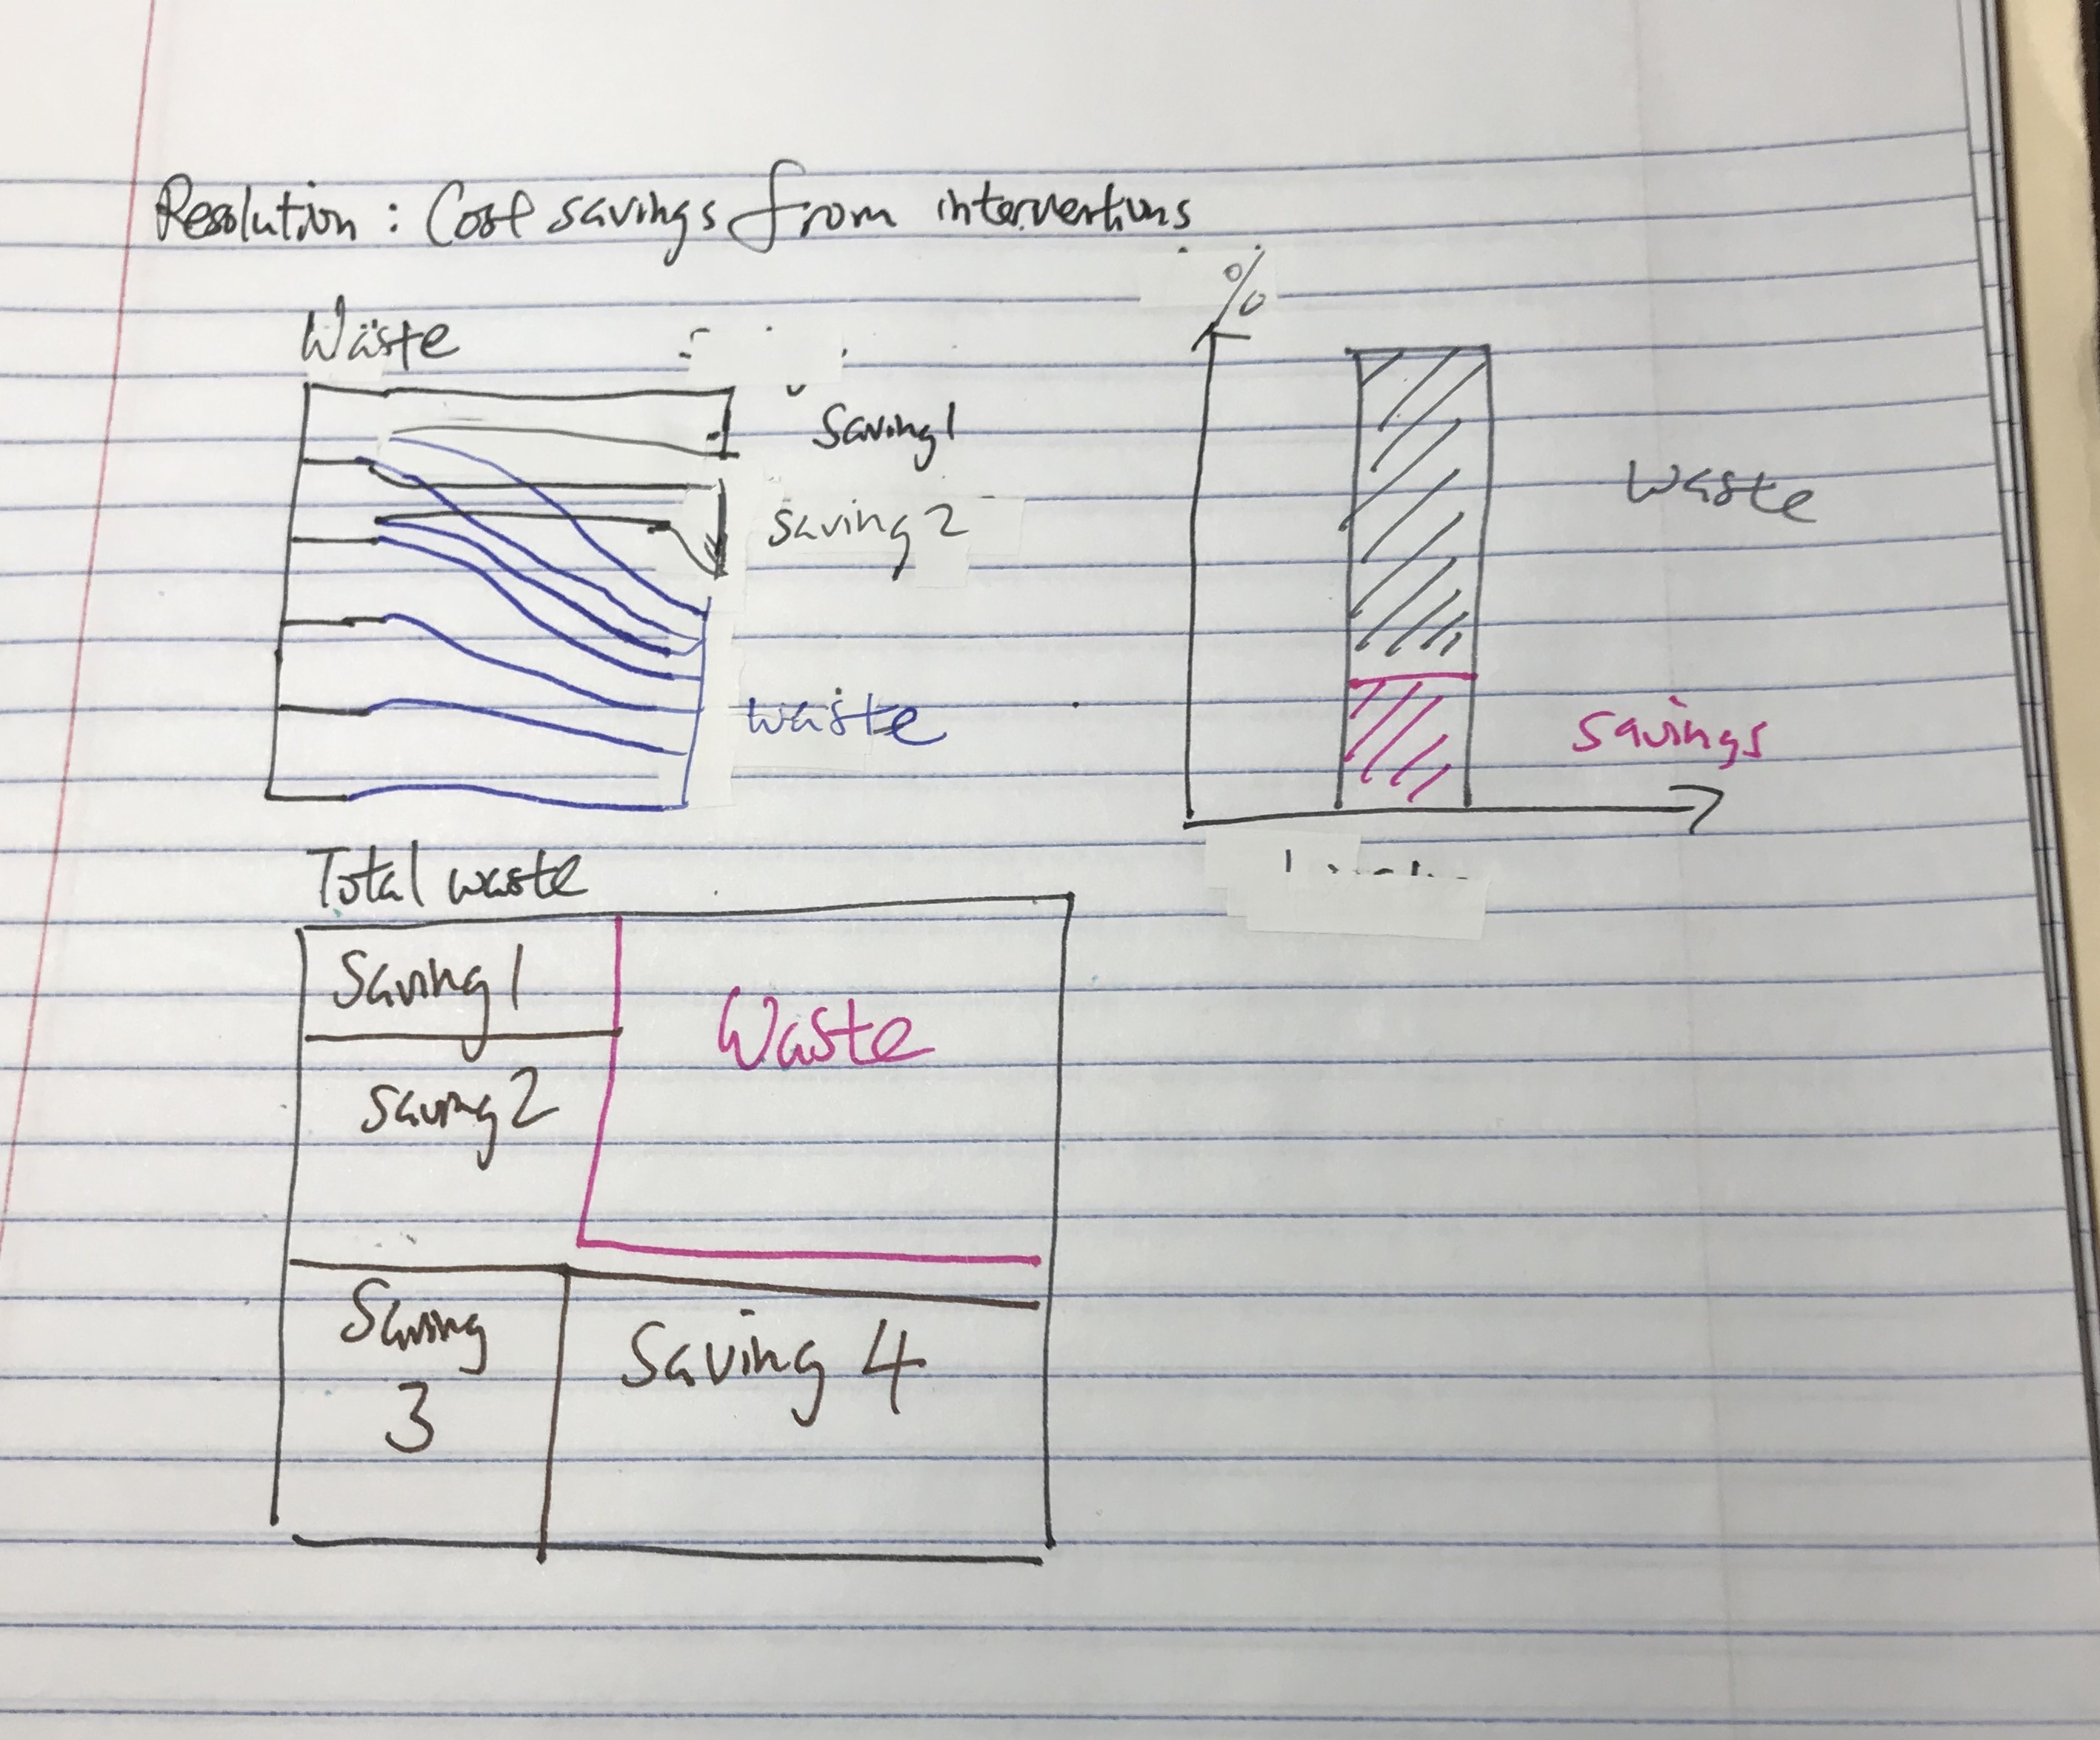 Resolution: Cost savings from interventions
%
Waste
Saving 1
Saving 2
Waste
Waste
Savings
Total waste
Saving 1
Waste
Saving 2
Saving
3
Saving 4